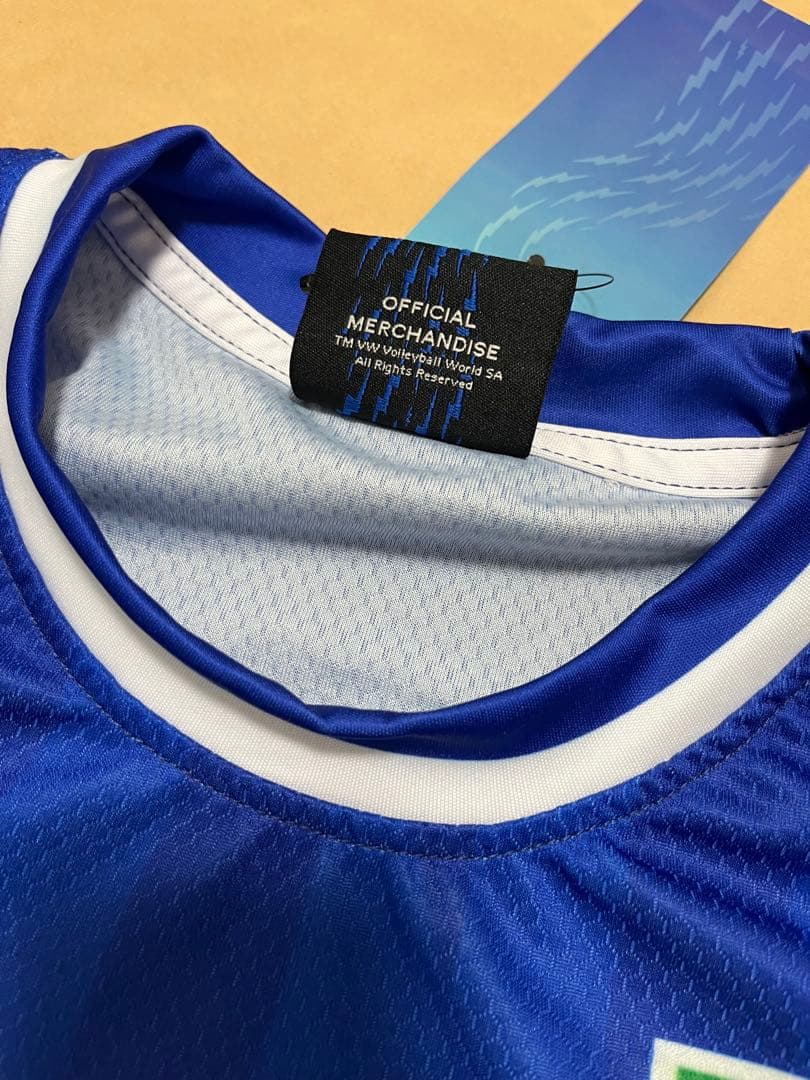 OFFICIAL
MERCHANDISE
TM VW Volleyball World SA
All Rights Reserved